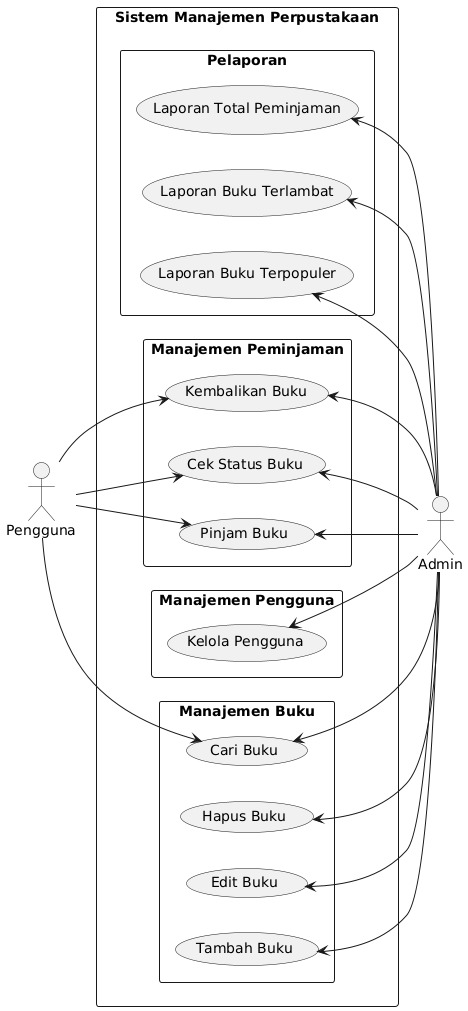 Sistem Manajemen Perpustakaan
Pelaporan
Laporan Total Peminjaman
Laporan Buku Terlambat
Laporan Buku Terpopuler
Manajemen Peminjaman
Kembalikan Buku
Cek Status Buku
Pinjam Buku
Pengguna
Admin
Manajemen Pengguna
Kelola Pengguna
Manajemen Buku
Cari Buku
Hapus Buku
Edit Buku
Tambah Buku